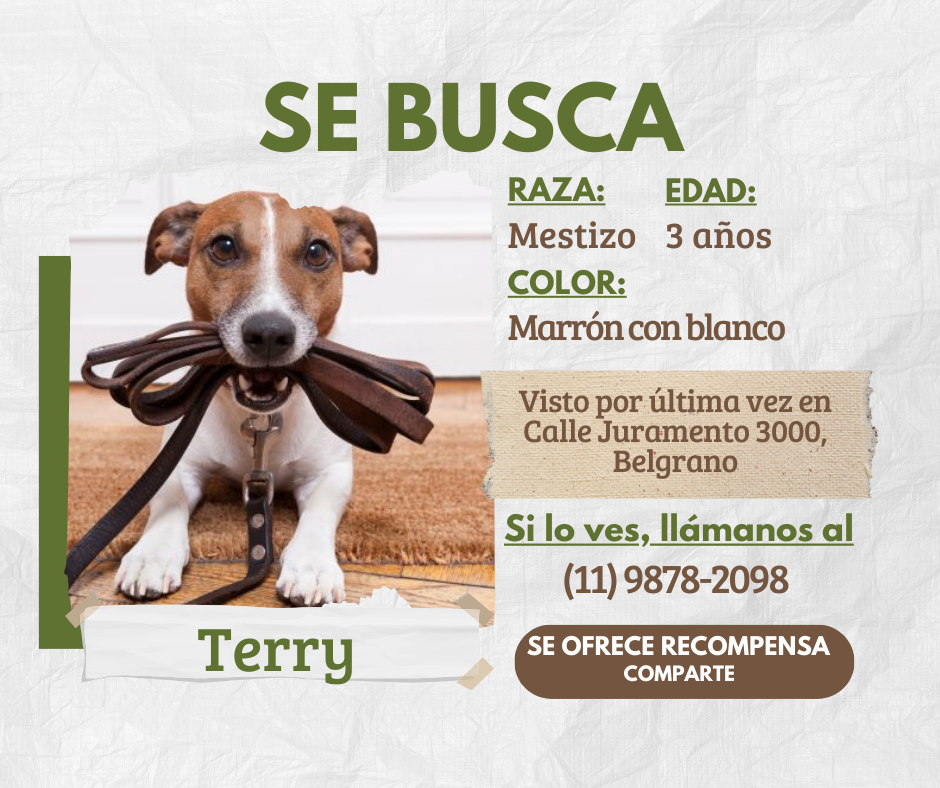 SE BUSCA
RAZA: EDAD:
Mestizo 3 años
COLOR:
Marrón con blanco
Visto por última vez en
Calle Juramento 3000,
Belgrano
Si lo ves, llámanos al
(11) 9878-2098
SE OFRECE RECOMPENSA
COMPARTE
Terry